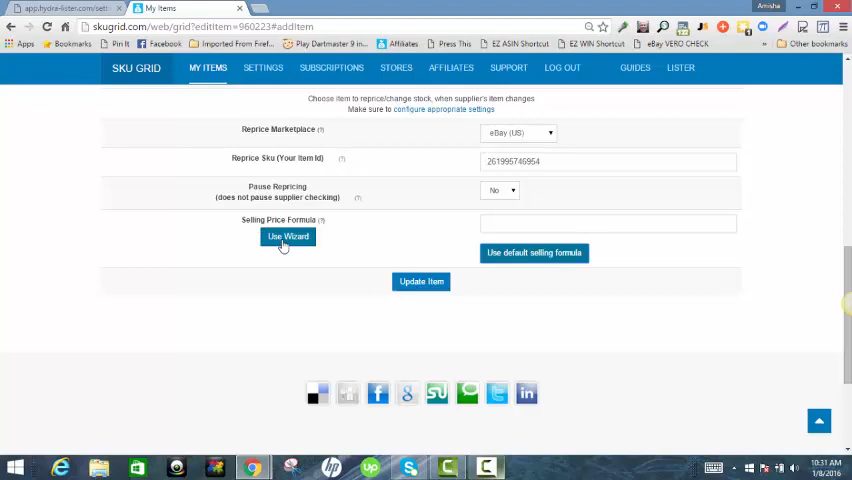 app.hydra-lister.com/sett
My Items
Amisha
skugrid.com/web/grid?editItem=960223#addItem
Apps
Pin It
Facebook
Imported From Firef...
Play Dartmaster 9 in...
Affiliates
Press This
EZ ASIN Shortcut
EZ WIN Shortcut
eBay VERO CHECK
Other bookmarks
SKU GRID
MY ITEMS
SETTINGS
SUBSCRIPTIONS
STORES
AFFILIATES
SUPPORT
LOG OUT
GUIDES
LISTER
Choose item to reprice/change stock, when supplier's item changes
Make sure to configure appropriate settings
Reprice Marketplace (?)
eBay (US)
Reprice Sku (Your Item Id) (?)
261995746954
Pause Repricing
(does not pause supplier checking) (?)
No
Selling Price Formula (?)
Use Wizard
Use default selling formula
Update Item
10:31 AM
1/8/2016